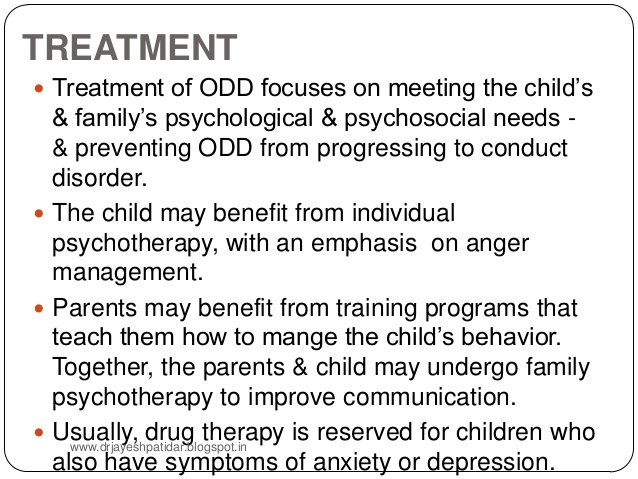 TREATMENT
• Treatment of ODD focuses on meeting the child's
& family's psychological & psychosocial needs -
& preventing ODD from progressing to conduct
disorder.
• The child may benefit from individual
psychotherapy, with an emphasis on anger
management.
• Parents may benefit from training programs that
teach them how to mange the child's behavior.
Together, the parents & child may undergo family
psychotherapy to improve communication.
• Usually, drug therapy is reserved for children who
www.drjayeshpatidar.blogspot.in
also have symptoms of anxiety or depression.